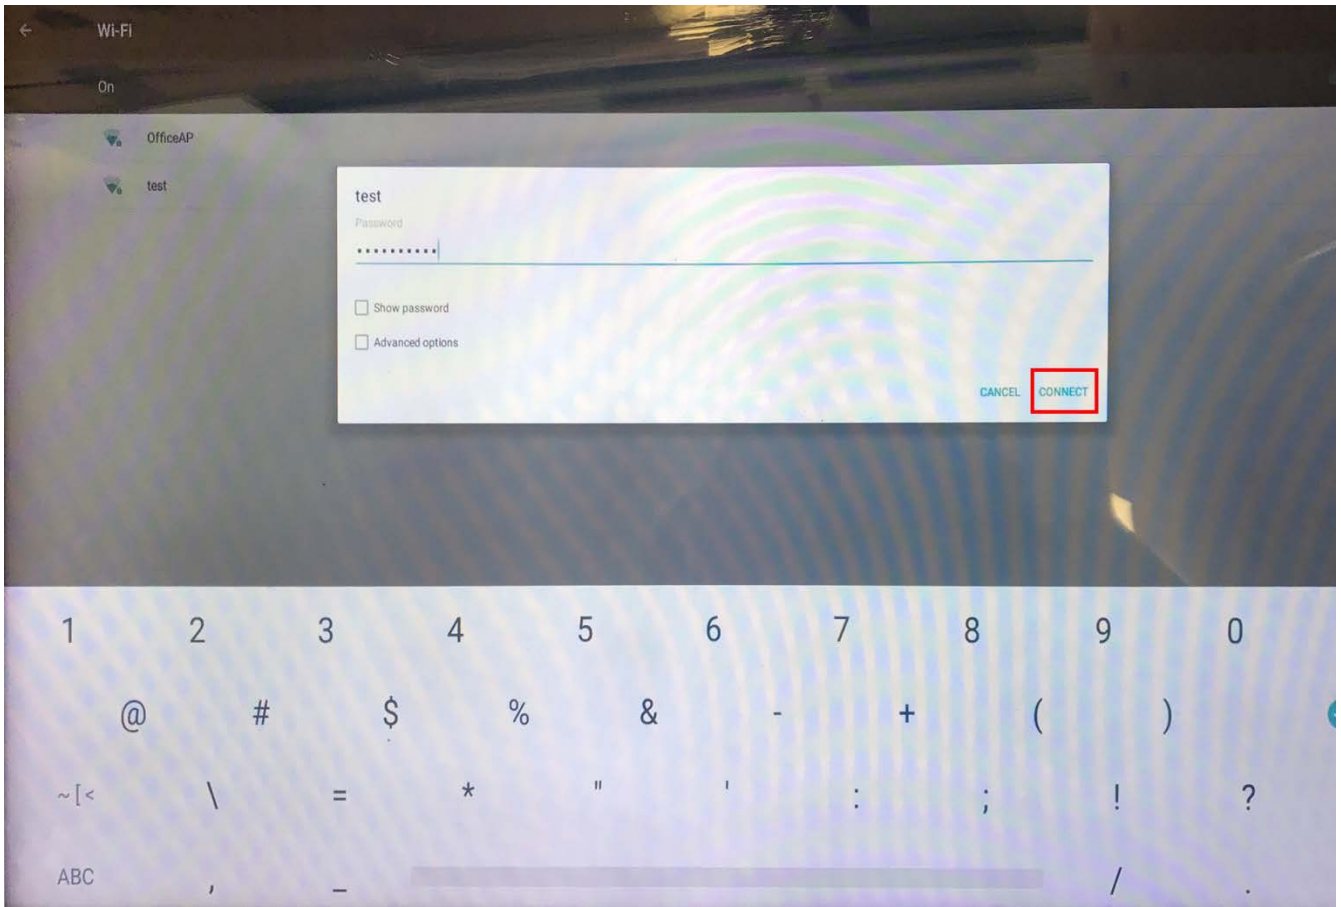 Wi-Fi
On
OfficeAP
test
test
Password
••••••••••
Show password
Advanced options
CANCEL CONNECT
1 2 3 4 5 6 7 8 9 0
@ # $ % & - + ( )
~[< \ = * " ' : ; ! ?
ABC , _ / .